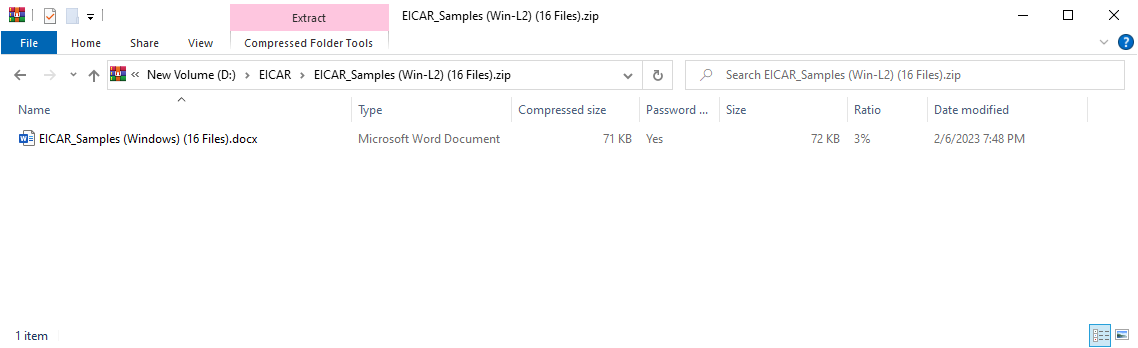 Extract EICAR_Samples (Win-L2) (16 Files).zip
File Home Share View Compressed Folder Tools
« New Volume (D:) > EICAR > EICAR_Samples (Win-L2) (16 Files).zip Search EICAR_Samples (Win-L2) (16 Files).zip
Name Type Compressed size Password ... Size Ratio Date modified
EICAR_Samples (Windows) (16 Files).docx Microsoft Word Document 71 KB Yes 72 KB 3% 2/6/2023 7:48 PM
1 item